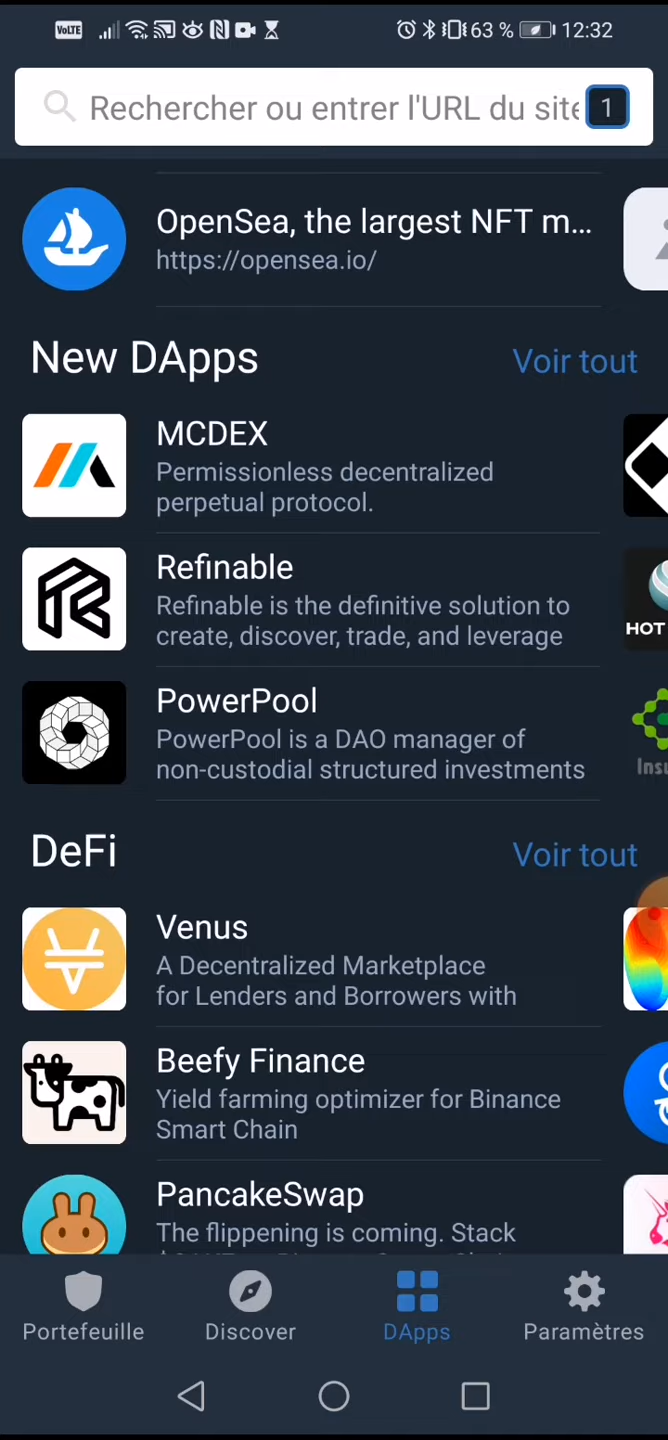 VoLTE 63 % 12:32
Rechercher ou entrer l'URL du site 1
OpenSea, the largest NFT m...
https://opensea.io/
New DApps Voir tout
MCDEX
Permissionless decentralized
perpetual protocol.
Refinable
Refinable is the definitive solution to
create, discover, trade, and leverage
HOT
PowerPool
PowerPool is a DAO manager of
non-custodial structured investments
Insu
DeFi Voir tout
Venus
A Decentralized Marketplace
for Lenders and Borrowers with
Beefy Finance
Yield farming optimizer for Binance
Smart Chain
PancakeSwap
The flippening is coming. Stack
Portefeuille Discover DApps Paramètres